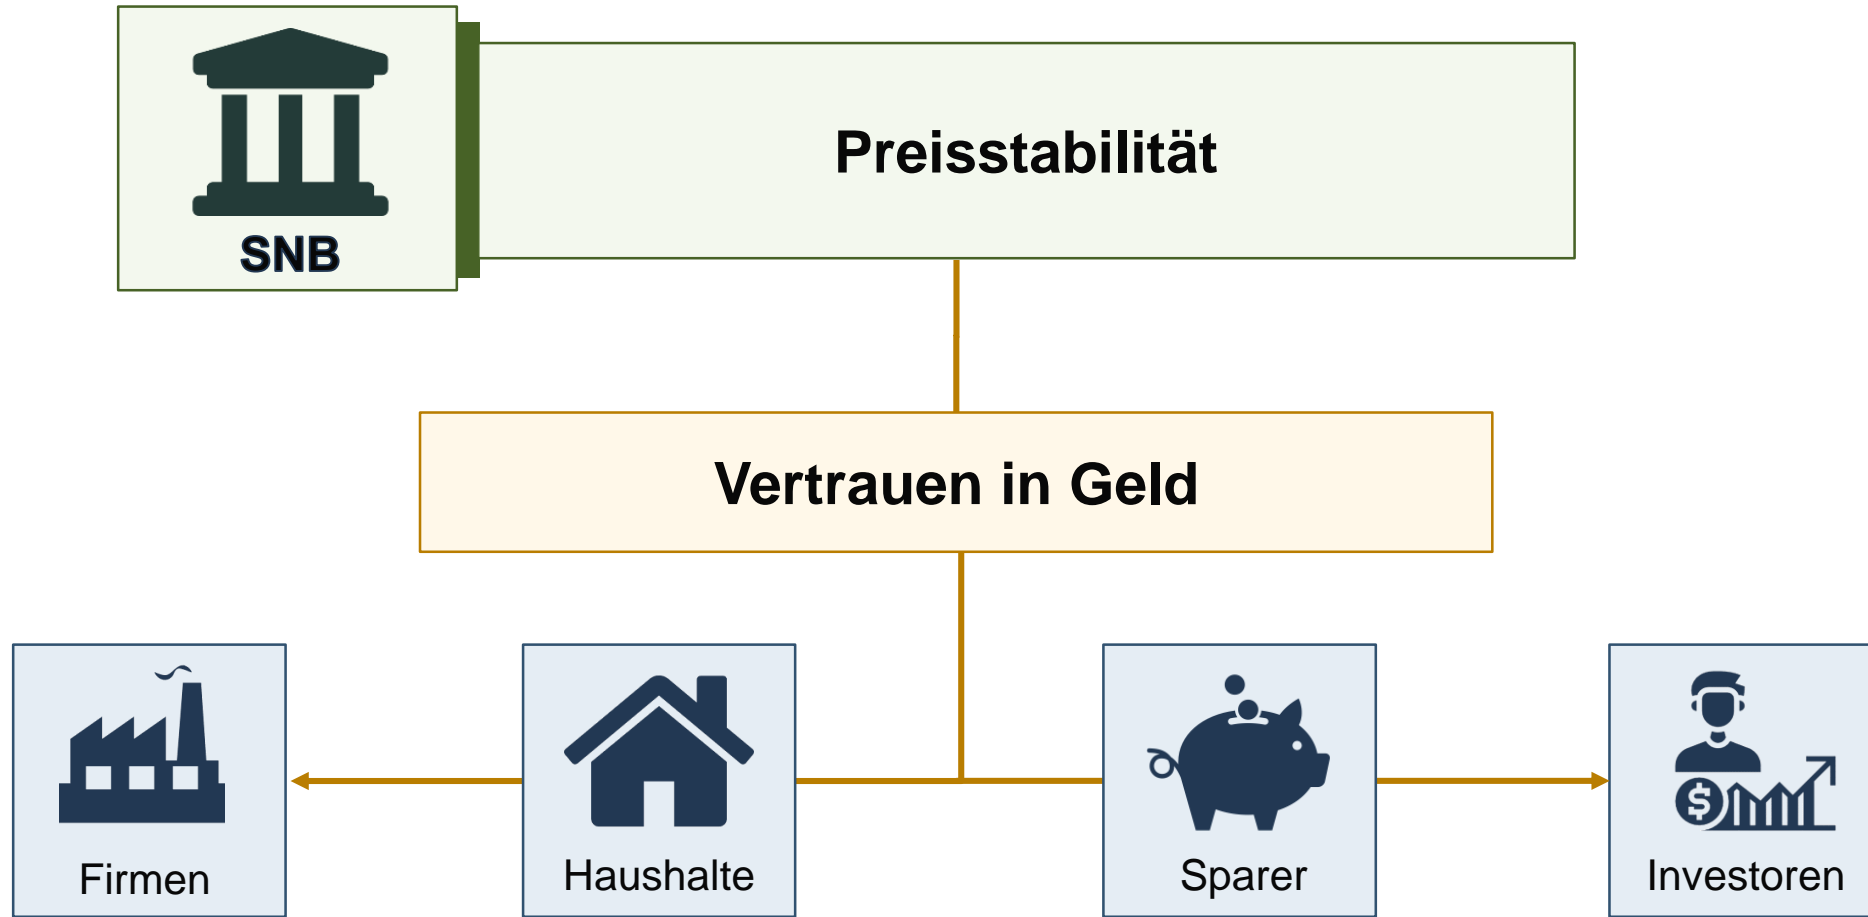 SNB
Preisstabilität
Vertrauen in Geld
Firmen
Haushalte
Sparer
$
Investoren